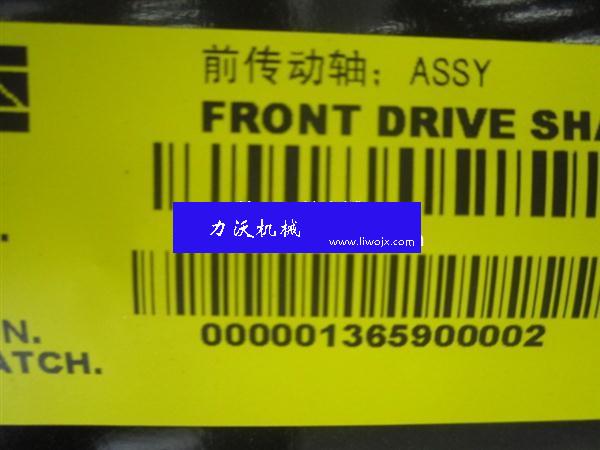 前传动轴；ASSY
FRONT DRIVE SHA
力沃机械
www.liwojx.com
N.
ATCH.
000001365900002